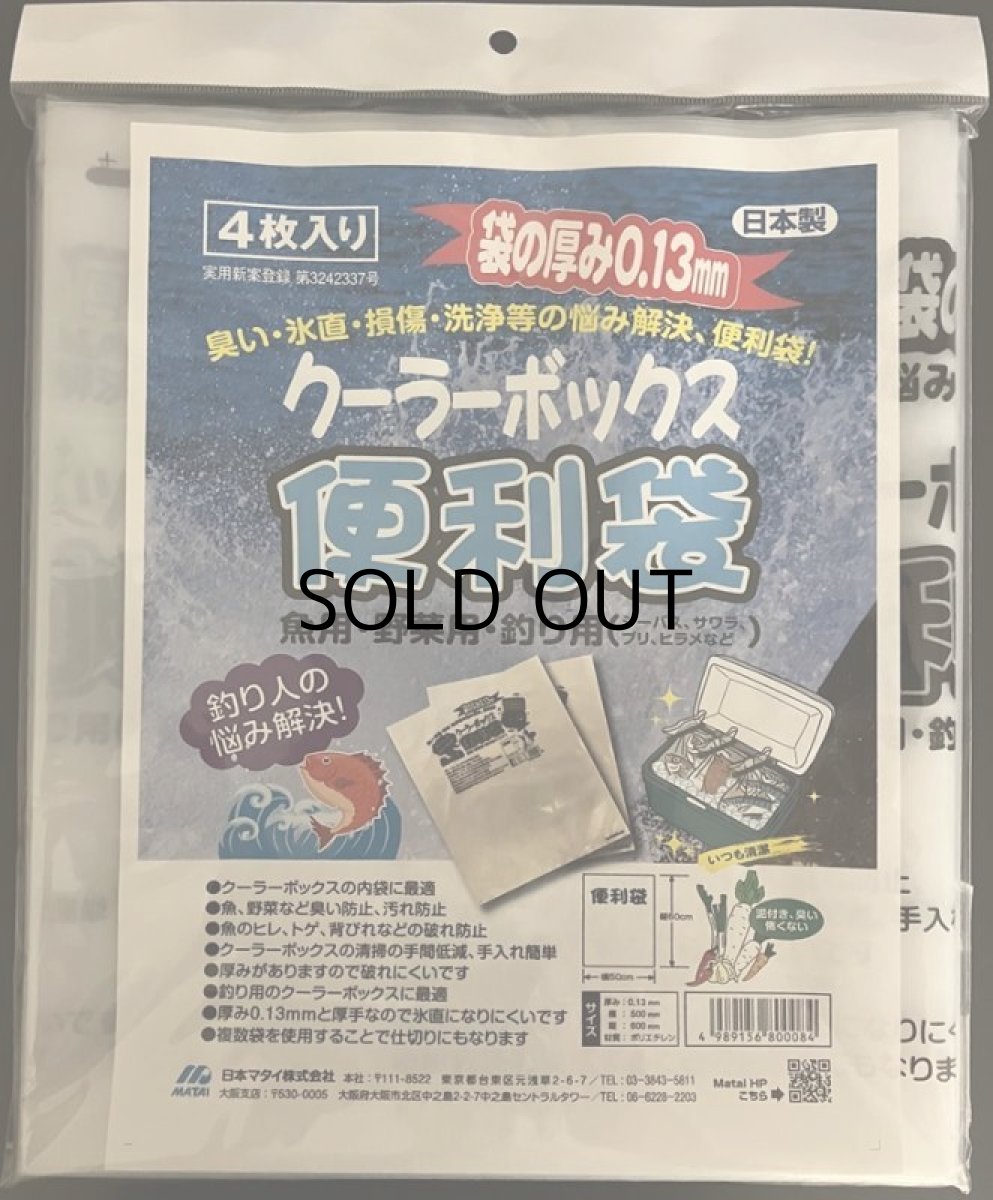 4枚入り
袋の厚み0.13mm
日本製
実用新案登録 第3242337号
臭い・氷直・損傷・洗浄等の悩み解決、便利袋!
クーラーボックス
便利袋
SOLD OUT
魚用・野菜用・釣り用(シーバス、サワラ、
ブリ、ヒラメなど)
釣り人の
悩み解決!
いつも清潔
●クーラーボックスの内袋に最適
●魚、野菜など臭い防止、汚れ防止
●魚のヒレ、トゲ、背びれなどの破れ防止
●クーラーボックスの清掃の手間低減、手入れ簡単
●厚みがありますので破れにくいです
●釣り用のクーラーボックスに最適
●厚み0.13mmと厚手なので氷直になりにくいです
●複数袋を使用することで仕切りにもなります
便利袋
縦60cm
横50cm
泥付き、臭い
傷くない
サイズ
厚み:0.13mm
横:500mm
縦:600mm
材質:ポリエチレン
4 989156 800084
MATAI
日本マタイ株式会社 本社:〒111-8522 東京都台東区元浅草2-6-7/TEL:03-3843-5811
大阪支店:〒530-0005 大阪府大阪市北区中之島2-2-7中之島セントラルタワー/TEL:06-6228-2203
Matai HP
こちら